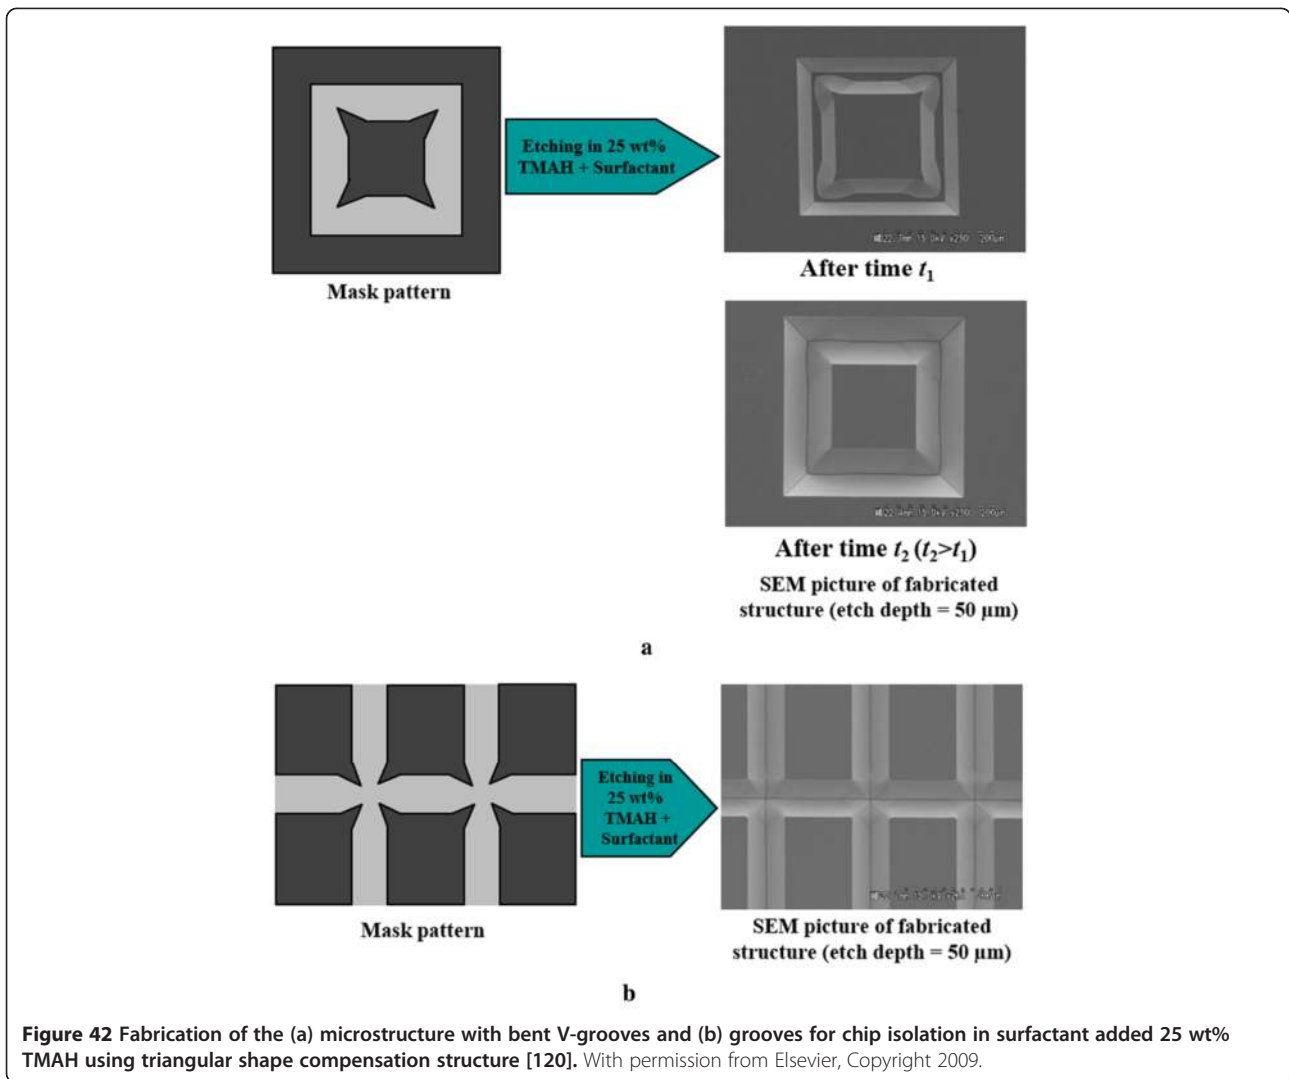 Etching in 25 wt%
TMAH + Surfactant
Mask pattern
After time t1
After time t2 (t2>t1)
SEM picture of fabricated
structure (etch depth = 50 μm)
a
Etching in
25 wt%
TMAH +
Surfactant
Mask pattern
SEM picture of fabricated
structure (etch depth = 50 μm)
b
Figure 42 Fabrication of the (a) microstructure with bent V-grooves and (b) grooves for chip isolation in surfactant added 25 wt%
TMAH using triangular shape compensation structure [120]. With permission from Elsevier, Copyright 2009.